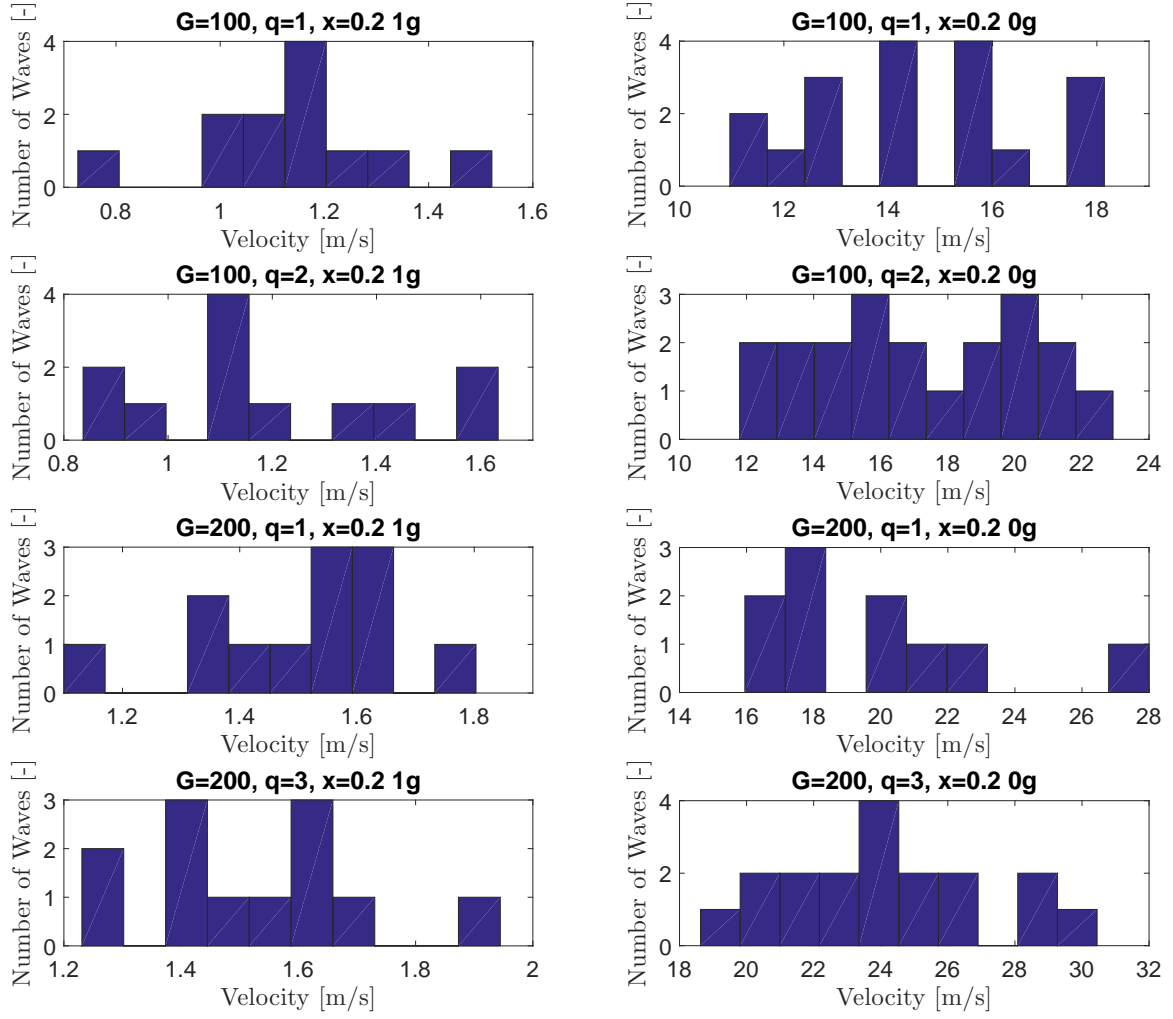 G=100, q=1, x=0.2 1g
Number of Waves [-]
4
2
0
0.8 1 1.2 1.4 1.6
Velocity [m/s]
G=100, q=1, x=0.2 0g
Number of Waves [-]
4
3
2
1
0
10 12 14 16 18
Velocity [m/s]
G=100, q=2, x=0.2 1g
Number of Waves [-]
4
2
0
0.8 1 1.2 1.4 1.6
Velocity [m/s]
G=100, q=2, x=0.2 0g
Number of Waves [-]
3
2
1
0
10 12 14 16 18 20 22 24
Velocity [m/s]
G=200, q=1, x=0.2 1g
Number of Waves [-]
3
2
1
0
1.2 1.4 1.6 1.8
Velocity [m/s]
G=200, q=1, x=0.2 0g
Number of Waves [-]
3
2
1
0
14 16 18 20 22 24 26 28
Velocity [m/s]
G=200, q=3, x=0.2 1g
Number of Waves [-]
3
2
1
0
1.2 1.4 1.6 1.8 2
Velocity [m/s]
G=200, q=3, x=0.2 0g
Number of Waves [-]
4
2
0
18 20 22 24 26 28 30 32
Velocity [m/s]